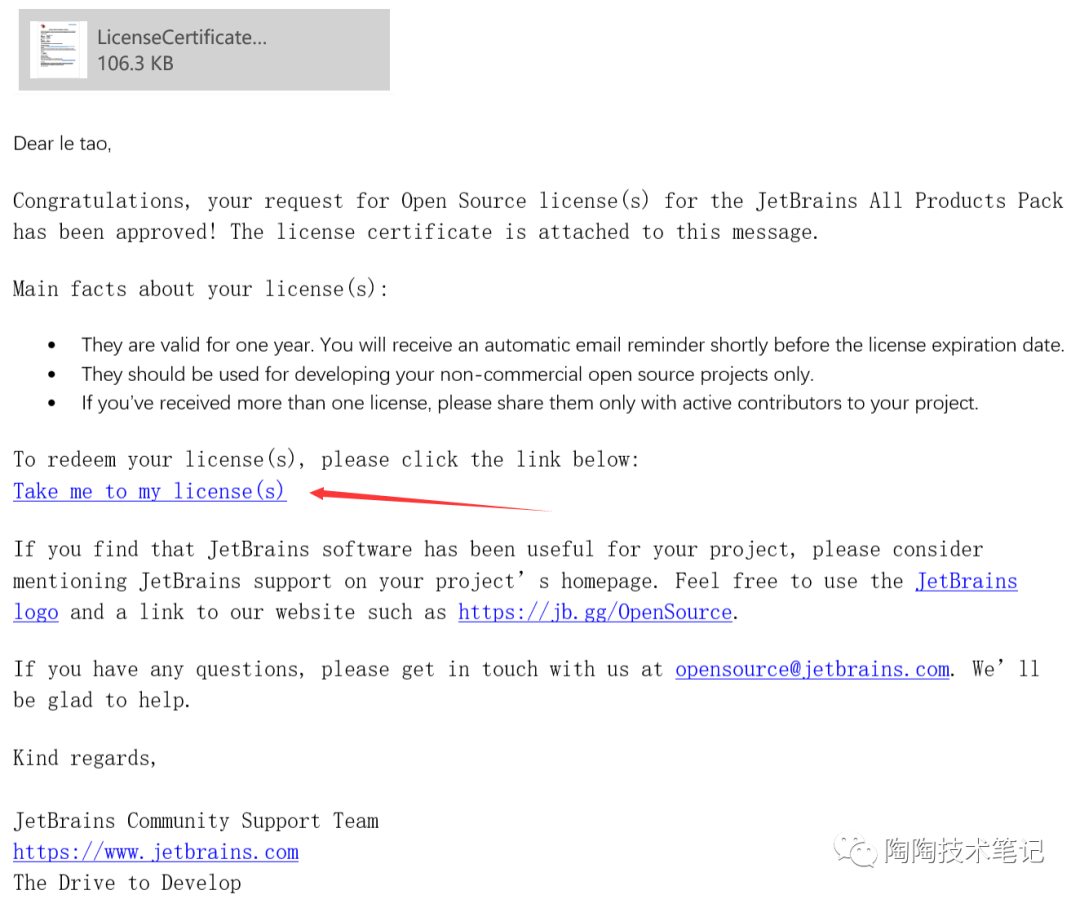 LicenseCertificate...
106.3 KB
Dear le tao,
Congratulations, your request for Open Source license(s) for the JetBrains All Products Pack
has been approved! The license certificate is attached to this message.
Main facts about your license(s):
• They are valid for one year. You will receive an automatic email reminder shortly before the license expiration date.
• They should be used for developing your non-commercial open source projects only.
• If you’ve received more than one license, please share them only with active contributors to your project.
To redeem your license(s), please click the link below:
Take me to my license(s)
If you find that JetBrains software has been useful for your project, please consider
mentioning JetBrains support on your project’s homepage. Feel free to use the JetBrains
logo and a link to our website such as https://jb.gg/OpenSource.
If you have any questions, please get in touch with us at opensource@jetbrains.com. We’ll
be glad to help.
Kind regards,
JetBrains Community Support Team
https://www.jetbrains.com
The Drive to Develop
陶陶技术笔记